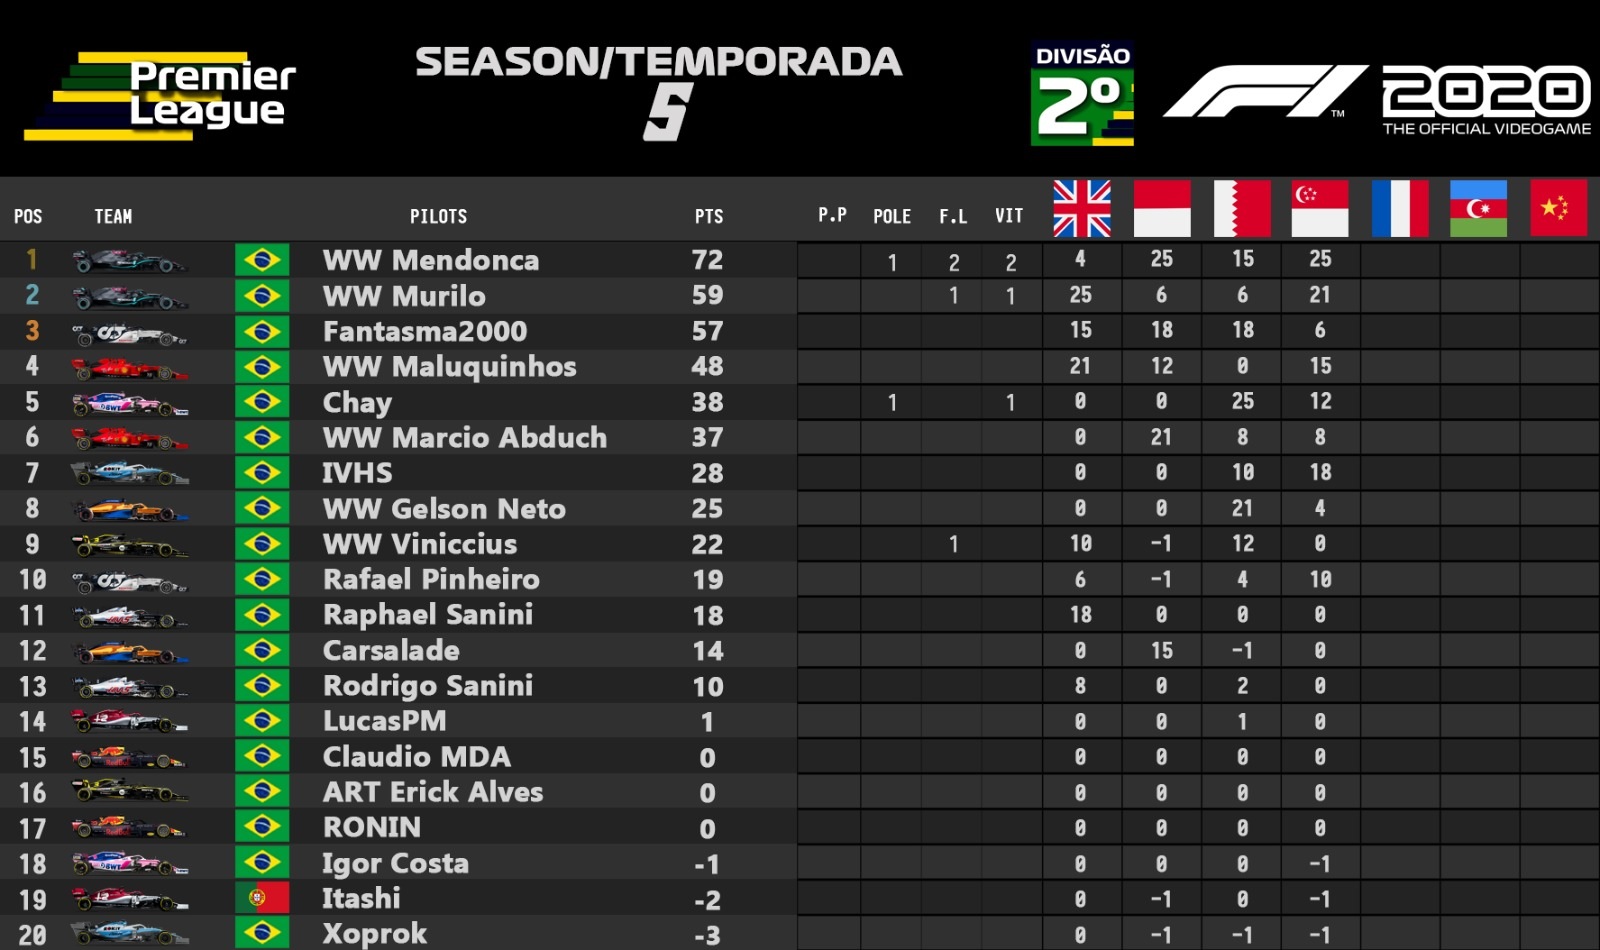 Premier
League
SEASON/TEMPORADA
5
DIVISÃO
2º
F1 TM 2020
THE OFFICIAL VIDEOGAME
POS TEAM PILOTS PTS P.P POLE F.L VIT
1 WW Mendonca 72 1 2 2 4 25 15 25
2 WW Murilo 59 1 1 25 6 6 21
3 Fantasma2000 57 15 18 18 6
4 WW Maluquinhos 48 21 12 0 15
5 Chay 38 1 1 0 0 25 12
6 WW Marcio Abduch 37 0 21 8 8
7 IVHS 28 0 0 10 18
8 WW Gelson Neto 25 0 0 21 4
9 WW Viniccius 22 1 10 -1 12 0
10 Rafael Pinheiro 19 6 -1 4 10
11 Raphael Sanini 18 18 0 0 0
12 Carsalade 14 0 15 -1 0
13 Rodrigo Sanini 10 8 0 2 0
14 LucasPM 1 0 0 1 0
15 Claudio MDA 0 0 0 0 0
16 ART Erick Alves 0 0 0 0 0
17 RONIN 0 0 0 0 0
18 Igor Costa -1 0 0 0 -1
19 Itashi -2 0 -1 0 -1
20 Xoprok -3 0 -1 -1 -1